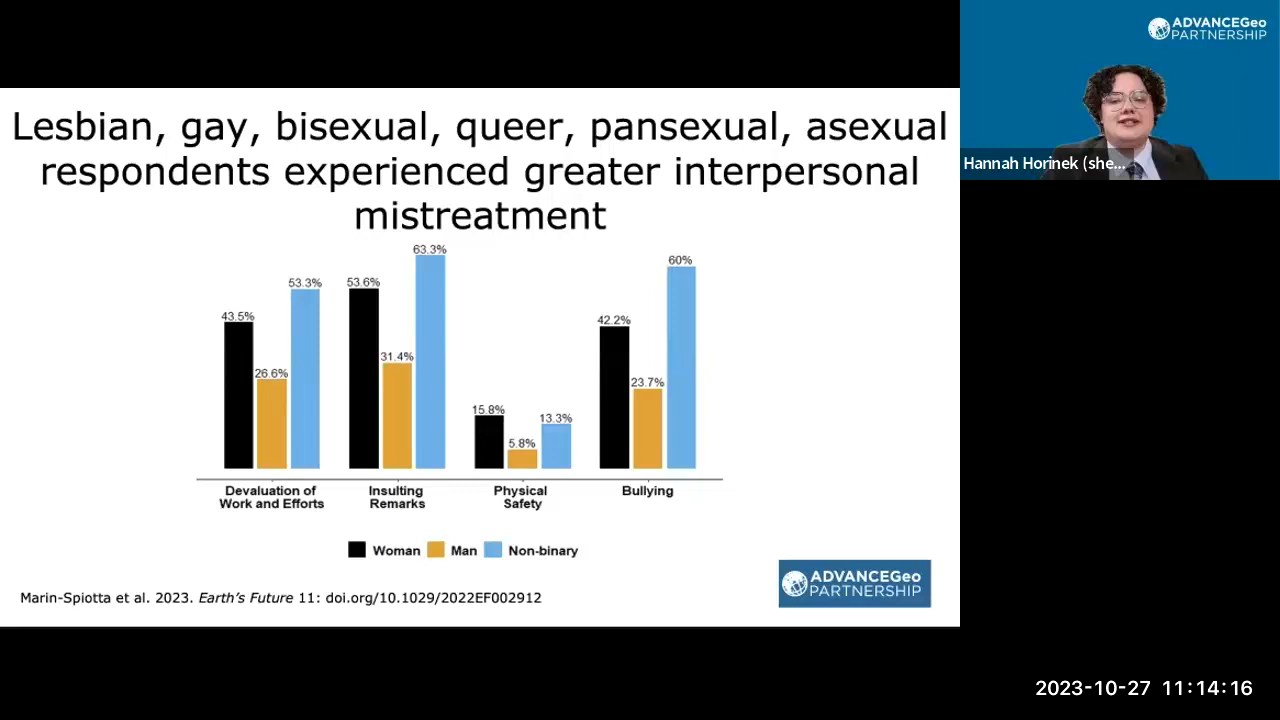 Lesbian, gay, bisexual, queer, pansexual, asexual
respondents experienced greater interpersonal
mistreatment
43.5%
26.6%
53.3%
53.6%
31.4%
63.3%
15.8%
5.8%
13.3%
42.2%
23.7%
60%
Devaluation of
Work and Efforts
Insulting
Remarks
Physical
Safety
Bullying
Woman Man Non-binary
Marin-Spiotta et al. 2023. Earth's Future 11: doi.org/10.1029/2022EF002912
ADVANCEGeo
PARTNERSHIP
ADVANCEGeo
PARTNERSHIP
Hannah Horinek (she...
2023-10-27 11:14:16